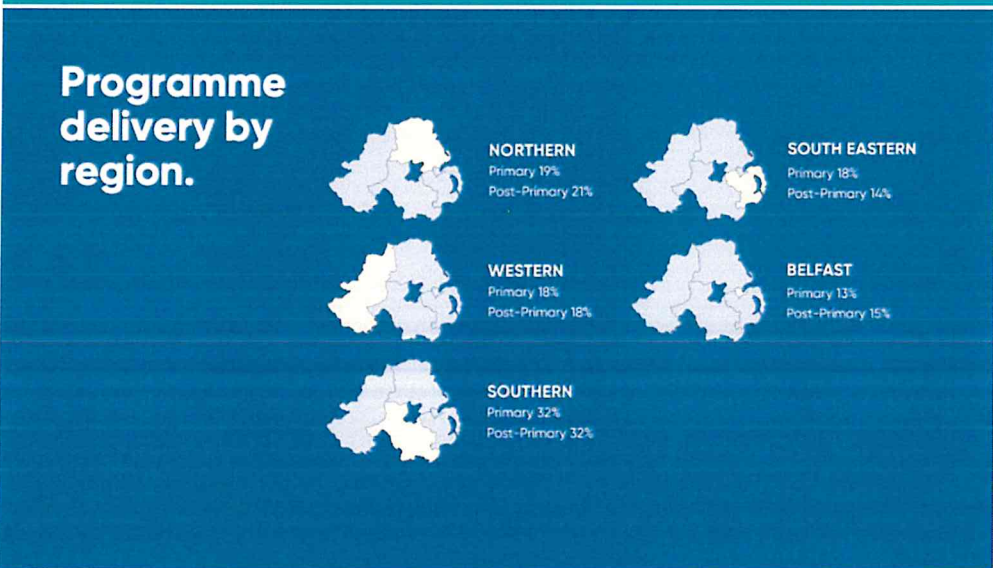 Programme
delivery by
region.
NORTHERN
Primary 19%
Post-Primary 21%
SOUTH EASTERN
Primary 18%
Post-Primary 14%
WESTERN
Primary 18%
Post-Primary 18%
BELFAST
Primary 13%
Post-Primary 15%
SOUTHERN
Primary 32%
Post-Primary 32%